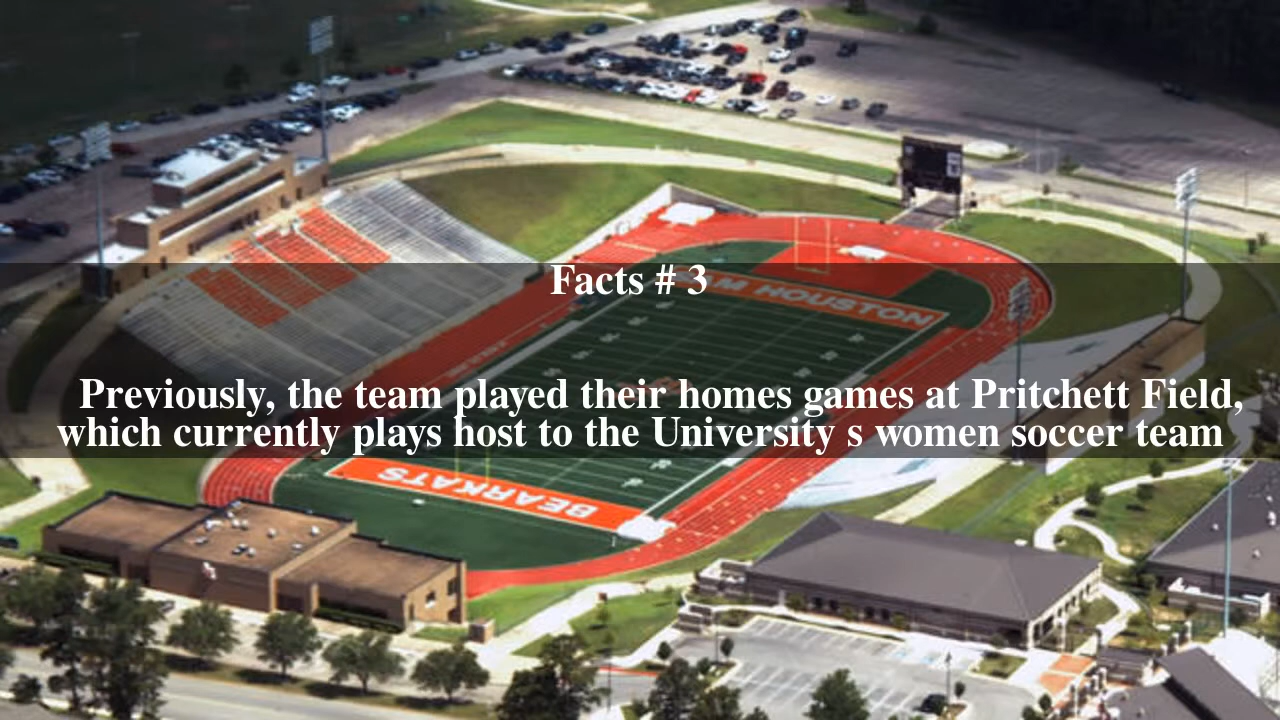 Facts # 3
M HOUSTON
Previously, the team played their homes games at Pritchett Field,
which currently plays host to the University s women soccer team
BEARKATS